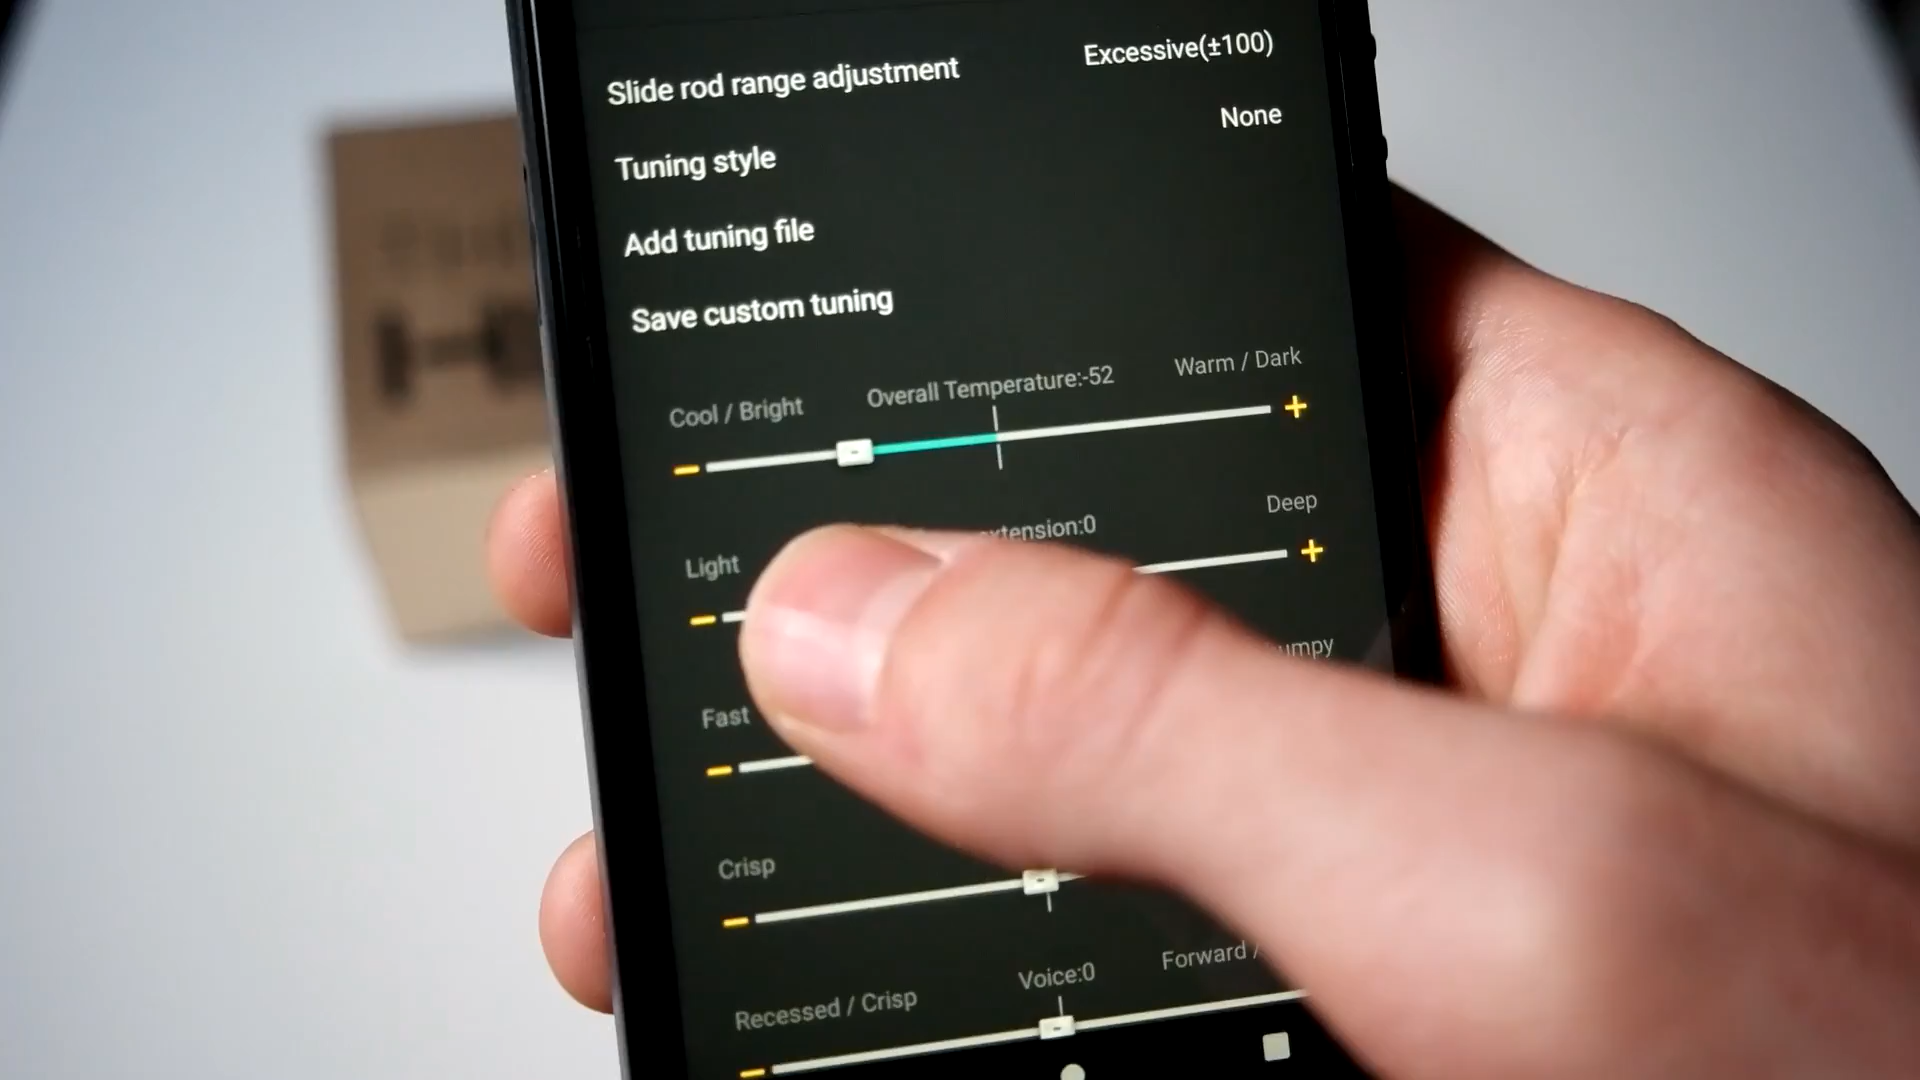 Slide rod range adjustment Excessive(±100)
Tuning style None
Add tuning file
Save custom tuning
Cool / Bright Overall Temperature:-52 Warm / Dark
Light :0 Deep
Fast
Crisp
Recessed / Crisp Voice:0 Forward /